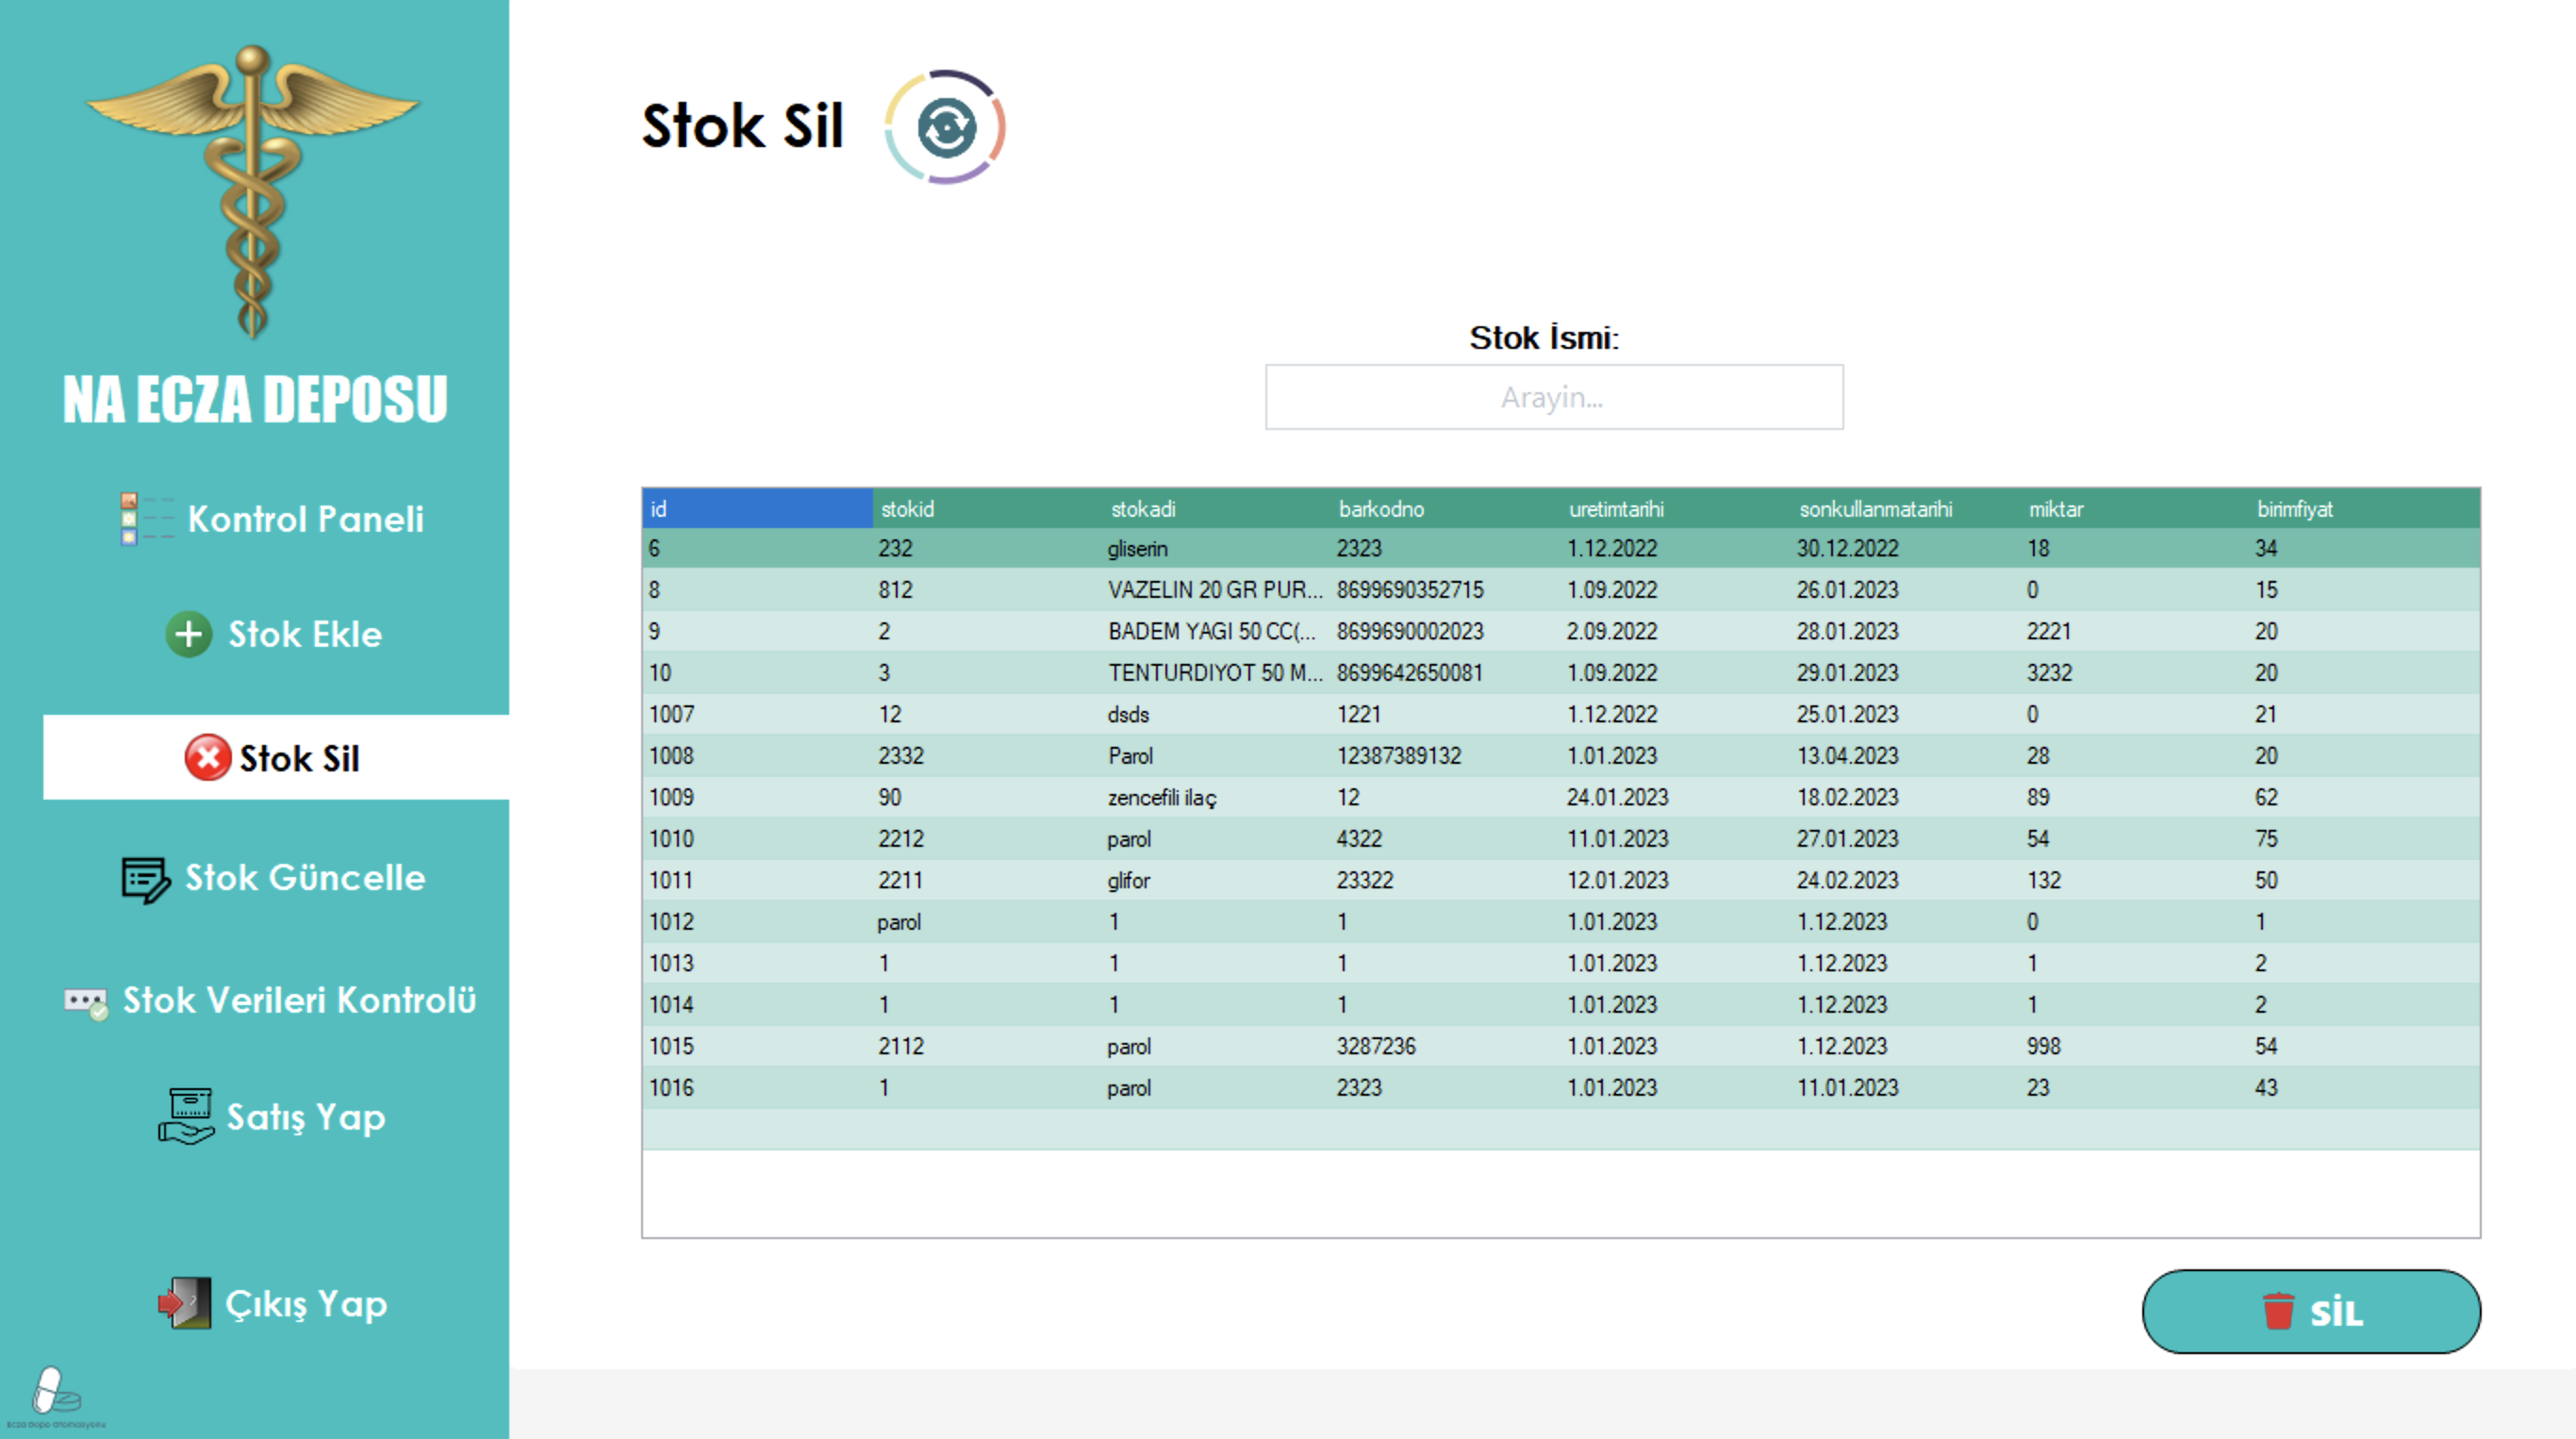 NA ECZA DEPOSU
Kontrol Paneli
Stok Ekle
Stok Sil
Stok Güncelle
Stok Verileri Kontrolü
Satış Yap
Çıkış Yap
Ecza Depo Otomasyonu
Stok Sil
Stok İsmi:
Arayin...
id stokid stokadi barkodno uretimtarihi sonkullanmatarihi miktar birimfiyat
6 232 gliserin 2323 1.12.2022 30.12.2022 18 34
8 812 VAZELIN 20 GR PUR... 8699690352715 1.09.2022 26.01.2023 0 15
9 2 BADEM YAGI 50 CC(... 8699690002023 2.09.2022 28.01.2023 2221 20
10 3 TENTURDIYOT 50 M... 8699642650081 1.09.2022 29.01.2023 3232 20
1007 12 dsds 1221 1.12.2022 25.01.2023 0 21
1008 2332 Parol 12387389132 1.01.2023 13.04.2023 28 20
1009 90 zencefili ilaç 12 24.01.2023 18.02.2023 89 62
1010 2212 parol 4322 11.01.2023 27.01.2023 54 75
1011 2211 glifor 23322 12.01.2023 24.02.2023 132 50
1012 parol 1 1 1.01.2023 1.12.2023 0 1
1013 1 1 1 1.01.2023 1.12.2023 1 2
1014 1 1 1 1.01.2023 1.12.2023 1 2
1015 2112 parol 3287236 1.01.2023 1.12.2023 998 54
1016 1 parol 2323 1.01.2023 11.01.2023 23 43
SİL